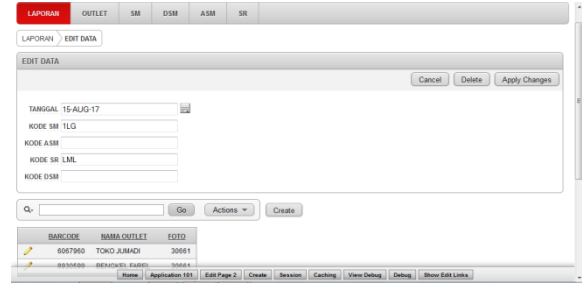 LAPORAN OUTLET SM DSM ASM SR
LAPORAN EDIT DATA
EDIT DATA
Cancel Delete Apply Changes
TANGGAL 15-AUG-17
KODE SM 1LG
KODE ASM
KODE SR LML
KODE DSM
Go Actions Create
BARCODE NAMA OUTLET FOTO
6067960 TOKO JUMADI 30661
Home Application 101 Edit Page 2 Create Session Caching View Debug Debug Show Edit Links